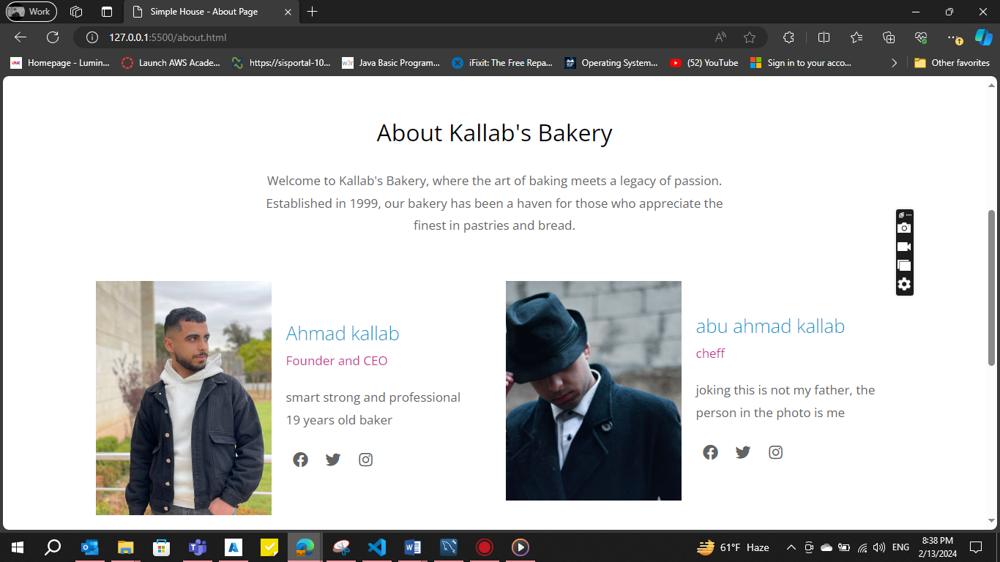 Work
Simple House - About Page
127.0.0.1:5500/about.html
Homepage - Lumin...
Launch AWS Acade...
https://sisportal-10...
w3r
Java Basic Program...
iFixit: The Free Repa...
Operating System...
(52) YouTube
Sign in to your acco...
Other favorites
About Kallab's Bakery
Welcome to Kallab's Bakery, where the art of baking meets a legacy of passion.
Established in 1999, our bakery has been a haven for those who appreciate the
finest in pastries and bread.
Ahmad kallab
Founder and CEO
smart strong and professional
19 years old baker
abu ahmad kallab
cheff
joking this is not my father, the
person in the photo is me
61°F Haze
ENG
8:38 PM
2/13/2024